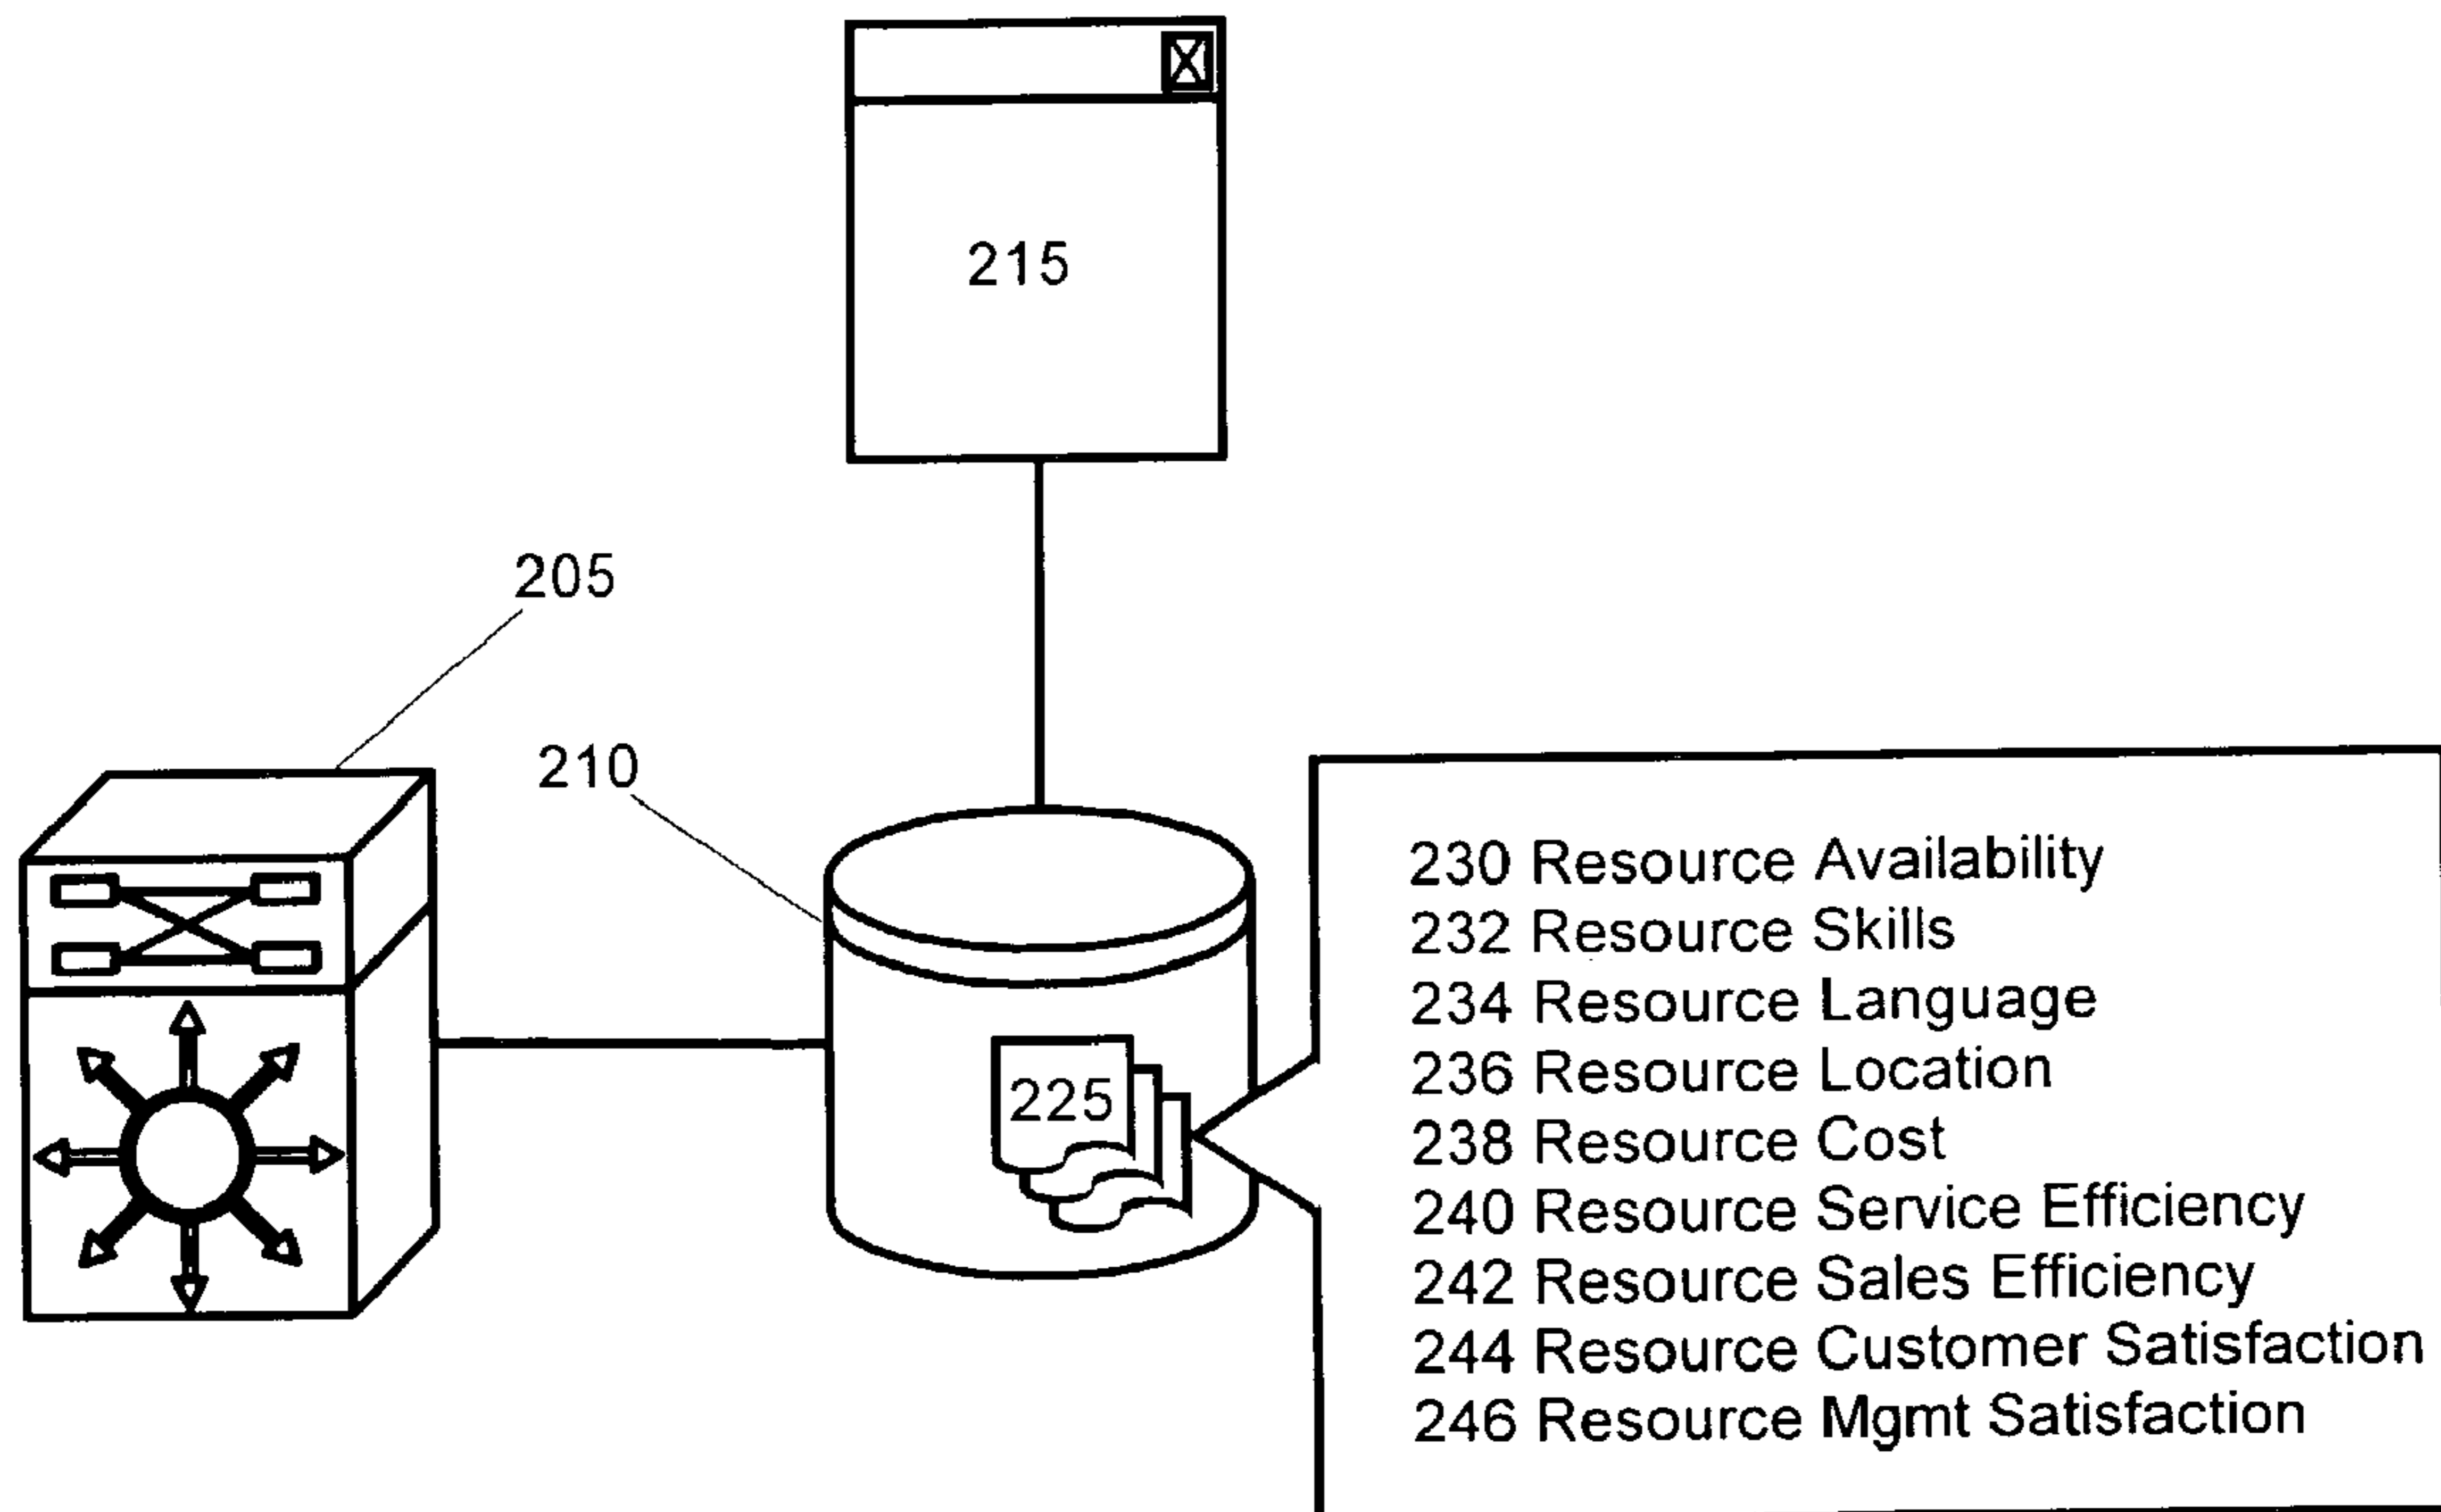 215
205
210
225
230 Resource Availability
232 Resource Skills
234 Resource Language
236 Resource Location
238 Resource Cost
240 Resource Service Efficiency
242 Resource Sales Efficiency
244 Resource Customer Satisfaction
246 Resource Mgmt Satisfaction